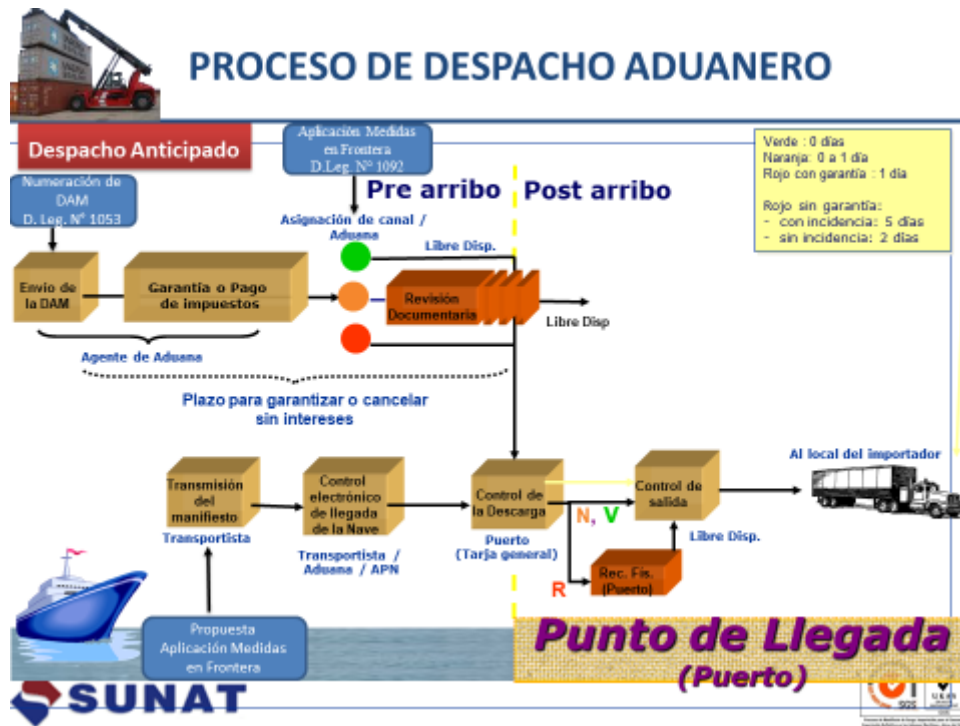 PROCESO DE DESPACHO ADUANERO
Despacho Anticipado
Aplicación Medidas
en Frontera
D.Leg. N° 1092
Verde : 0 días
Naranja: 0 a 1 día
Rojo con garantía : 1 día
Rojo sin garantía:
- con incidencia: 5 días
- sin incidencia: 2 días
Numeración de
DAM
D. Leg. N° 1053
Pre arribo
Post arribo
Asignación de canal /
Aduana
Libre Disp.
Envío de
la DAM
Garantía o Pago
de impuestos
Revisión
Documentaria
Libre Disp
Agente de Aduana
Plazo para garantizar o cancelar
sin intereses
Al local del importador
Transmisión
del
manifiesto
Control
electrónico
de llegada
de la Nave
Control de
la Descarga
Control de
salida
N, V
Transportista
Transportista /
Aduana / APN
Puerto
(Tarja general)
Libre Disp.
R
Rec. Fis.
(Puerto)
Propuesta
Aplicación Medidas
en Frontera
Punto de Llegada
(Puerto)
SUNAT
SGS
UKAS